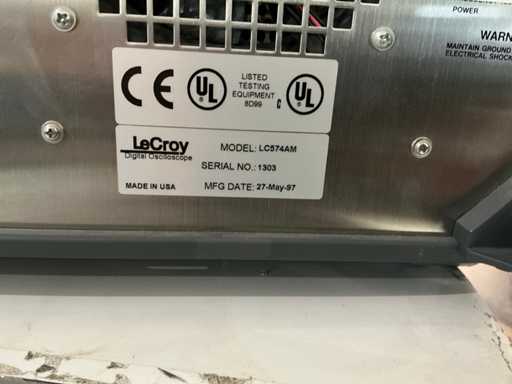 POWER
WARN
MAINTAIN GROUND
ELECTRICAL SHOCK
CE
UL
LISTED
TESTING
EQUIPMENT
8D99
C
UL
LeCroy
Digital Oscilloscope
MODEL: LC574AM
SERIAL NO.: 1303
MADE IN USA
MFG DATE: 27-May-97